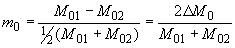 m₀ = (M₀₁ − M₀₂) / (½(M₀₁ + M₀₂)) = 2ΔM₀ / (M₀₁ + M₀₂)